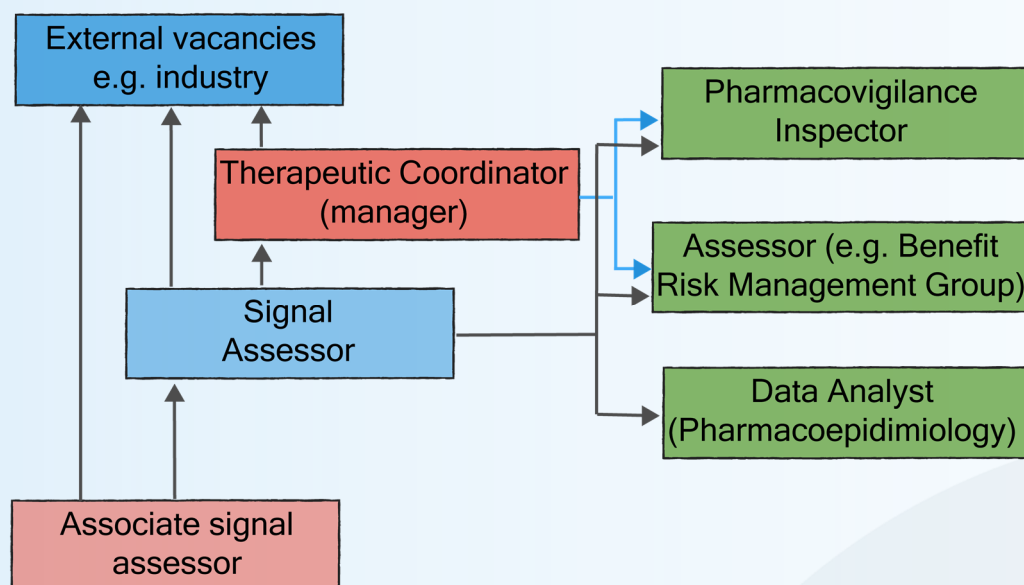 External vacancies
e.g. industry
Pharmacovigilance
Inspector
Therapeutic Coordinator
(manager)
Assessor (e.g. Benefit
Risk Management Group)
Signal
Assessor
Data Analyst
(Pharmacoepidimiology)
Associate signal
assessor